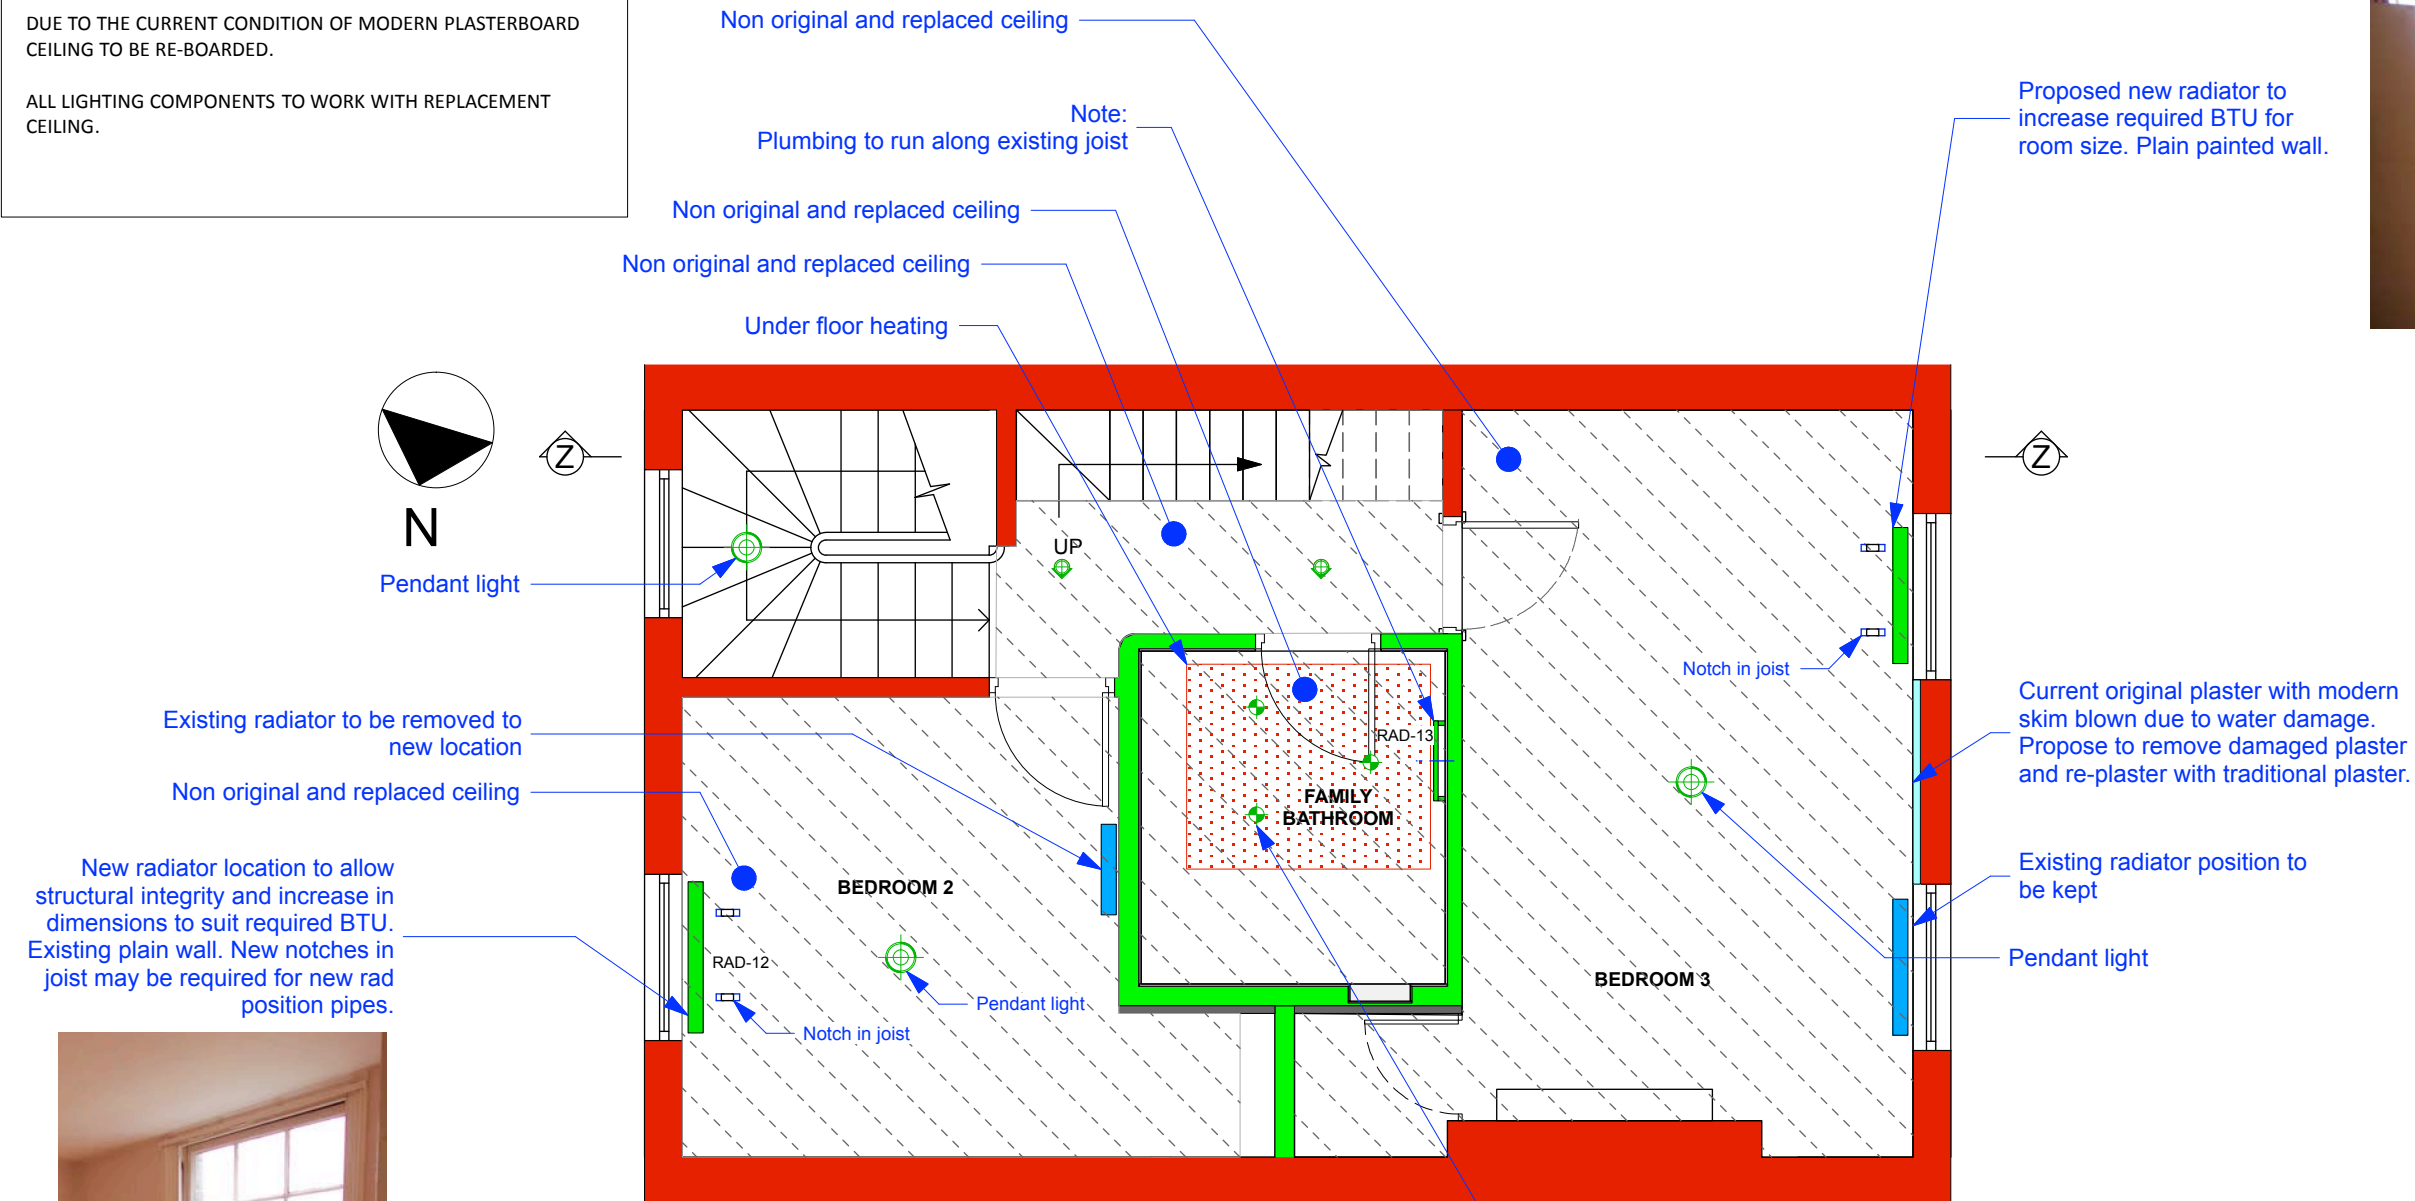 DUE TO THE CURRENT CONDITION OF MODERN PLASTERBOARD
CEILING TO BE RE-BOARDED.
ALL LIGHTING COMPONENTS TO WORK WITH REPLACEMENT
CEILING.
Non original and replaced ceiling
Note:
Plumbing to run along existing joist
Non original and replaced ceiling
Non original and replaced ceiling
Under floor heating
Proposed new radiator to
increase required BTU for
room size. Plain painted wall.
N
Z
Z
Pendant light
UP
Notch in joist
Existing radiator to be removed to
new location
Non original and replaced ceiling
New radiator location to allow
structural integrity and increase in
dimensions to suit required BTU.
Existing plain wall. New notches in
joist may be required for new rad
position pipes.
RAD-13
FAMILY
BATHROOM
BEDROOM 2
RAD-12
Pendant light
Notch in joist
BEDROOM 3
Current original plaster with modern
skim blown due to water damage.
Propose to remove damaged plaster
and re-plaster with traditional plaster.
Existing radiator position to
be kept
Pendant light